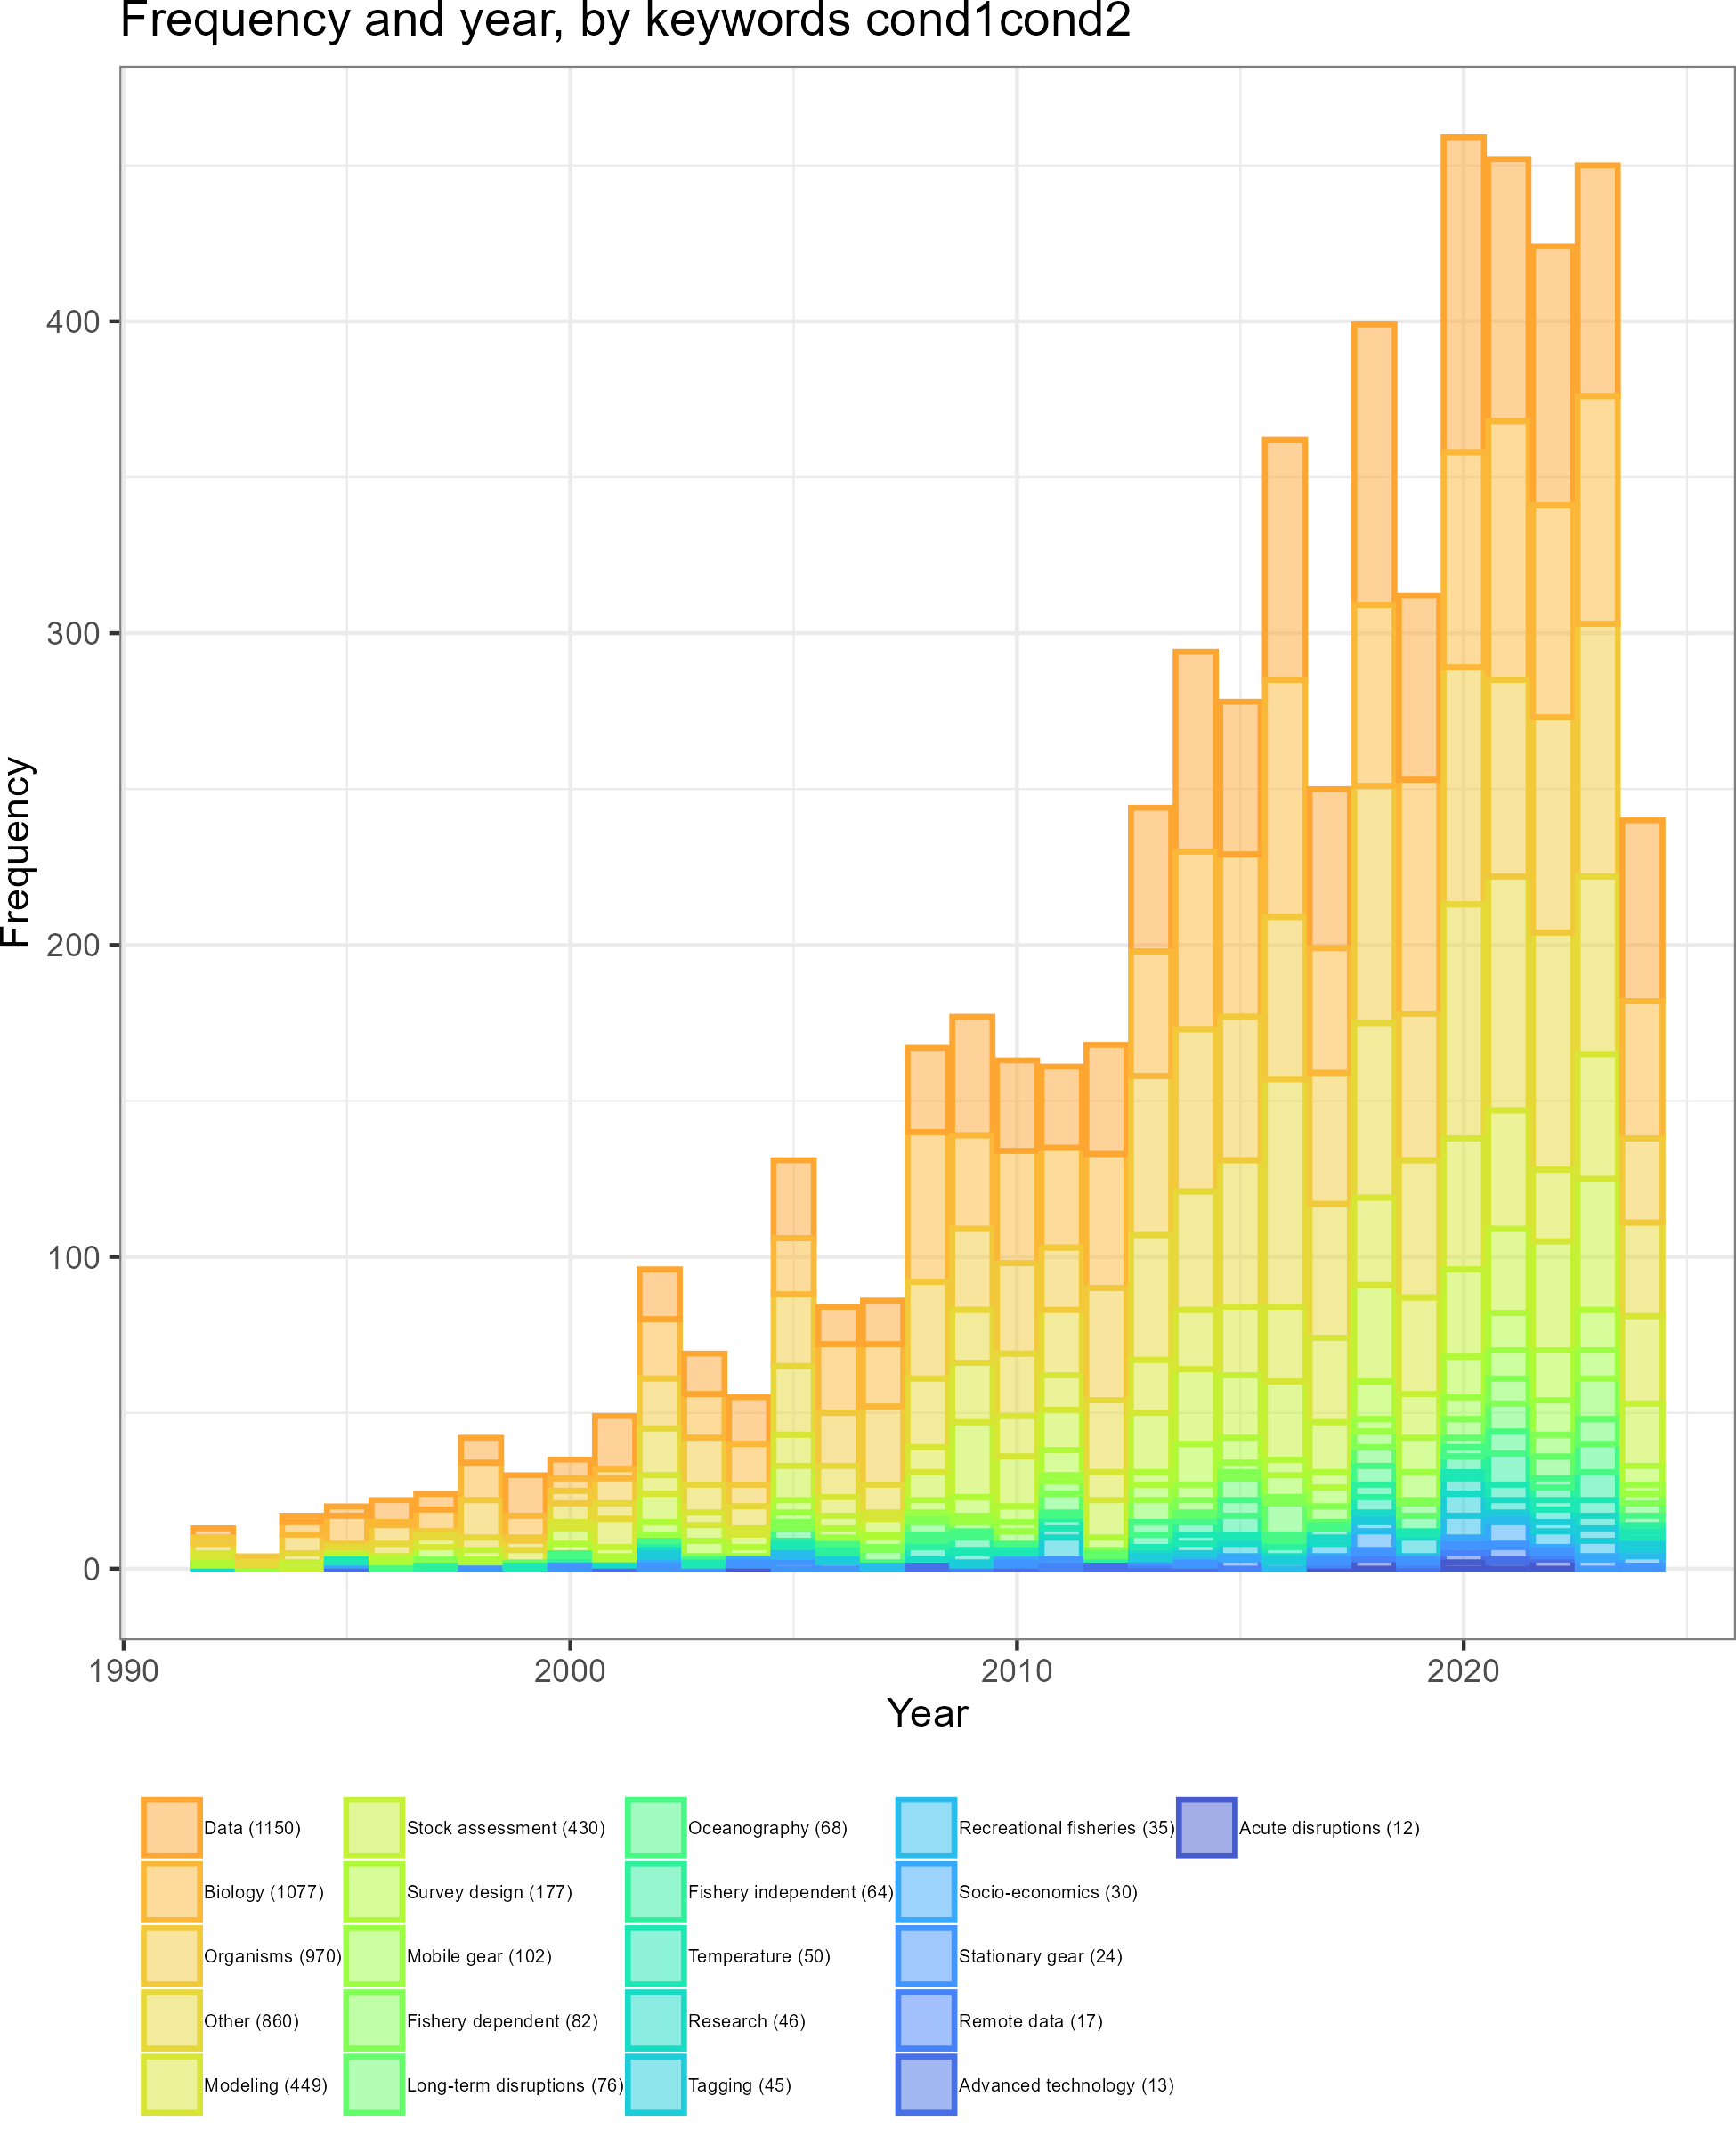 Frequency and year, by keywords cond1cond2
Frequency
400
300
200
100
0
1990 2000 2010 2020
Year
Data (1150) Stock assessment (430) Oceanography (68) Recreational fisheries (35) Acute disruptions (12)
Biology (1077) Survey design (177) Fishery independent (64) Socio-economics (30)
Organisms (970) Mobile gear (102) Temperature (50) Stationary gear (24)
Other (860) Fishery dependent (82) Research (46) Remote data (17)
Modeling (449) Long-term disruptions (76) Tagging (45) Advanced technology (13)